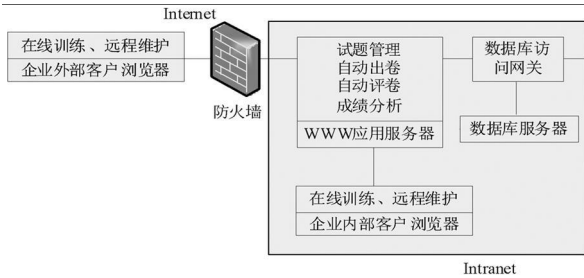 Internet
在线训练、远程维护
企业外部客户浏览器
防火墙
试题管理
自动出卷
自动评卷
成绩分析
WWW应用服务器
数据库访
问网关
数据库服务器
在线训练、远程维护
企业内部客户浏览器
Intranet